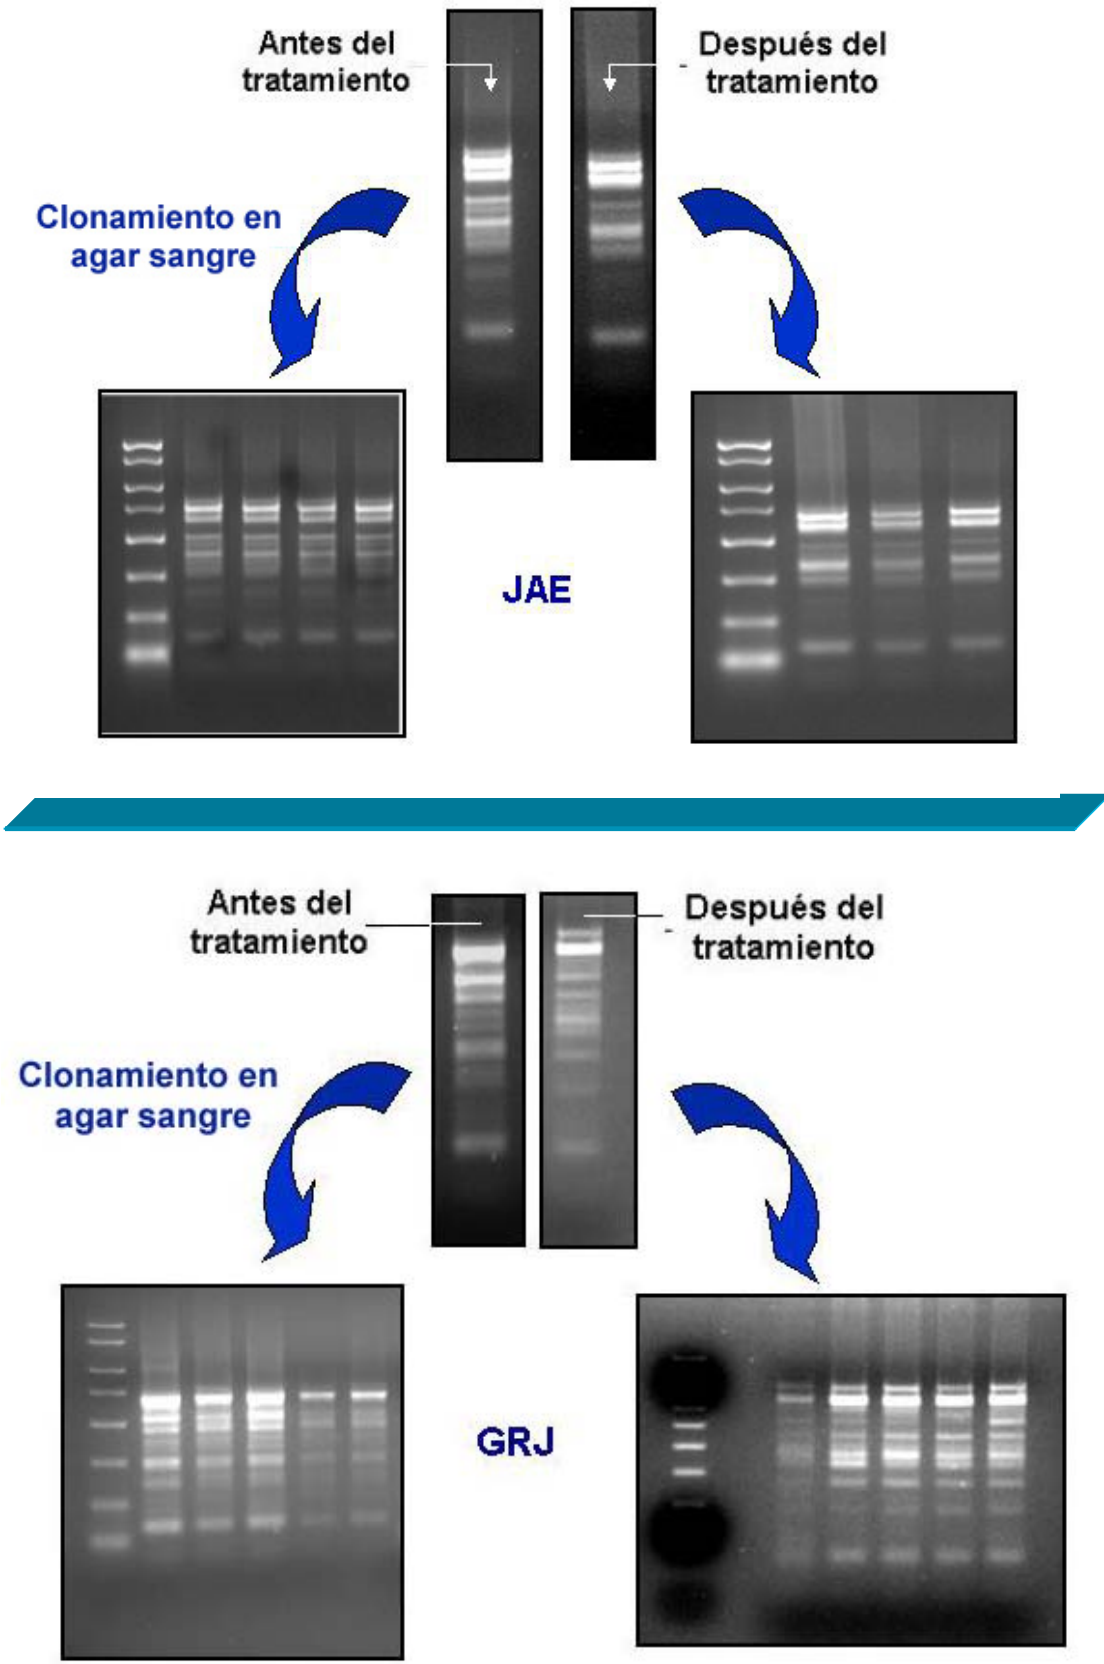 Antes del
tratamiento
Después del
tratamiento
Clonamiento en
agar sangre
JAE
Antes del
tratamiento
Después del
tratamiento
Clonamiento en
agar sangre
GRJ